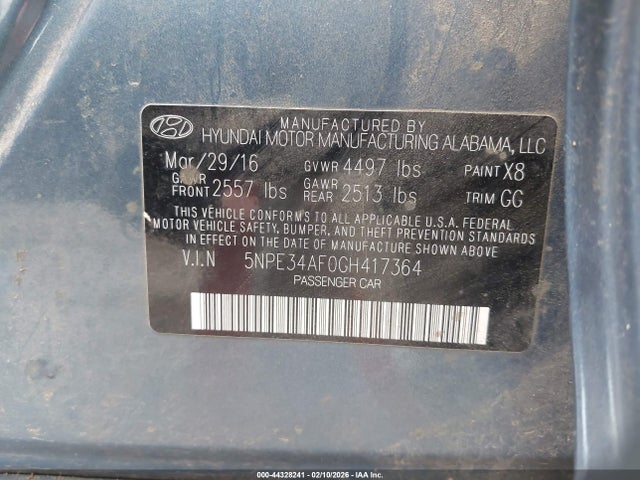 MANUFACTURED BY
HYUNDAI MOTOR MANUFACTURING ALABAMA, LLC
Mar/29/16 GVWR 4497 lbs PAINT X8
GAWR FRONT 2557 lbs GAWR REAR 2513 lbs TRIM GG
THIS VEHICLE CONFORMS TO ALL APPLICABLE U.S.A. FEDERAL
MOTOR VEHICLE SAFETY, BUMPER, AND THEFT PREVENTION STANDARDS
IN EFFECT ON THE DATE OF MANUFACTURE SHOWN ABOVE.
V.I.N 5NPE34AF0GH417364
PASSENGER CAR
000-44328241 - 02/10/2026 - IAA, Inc.